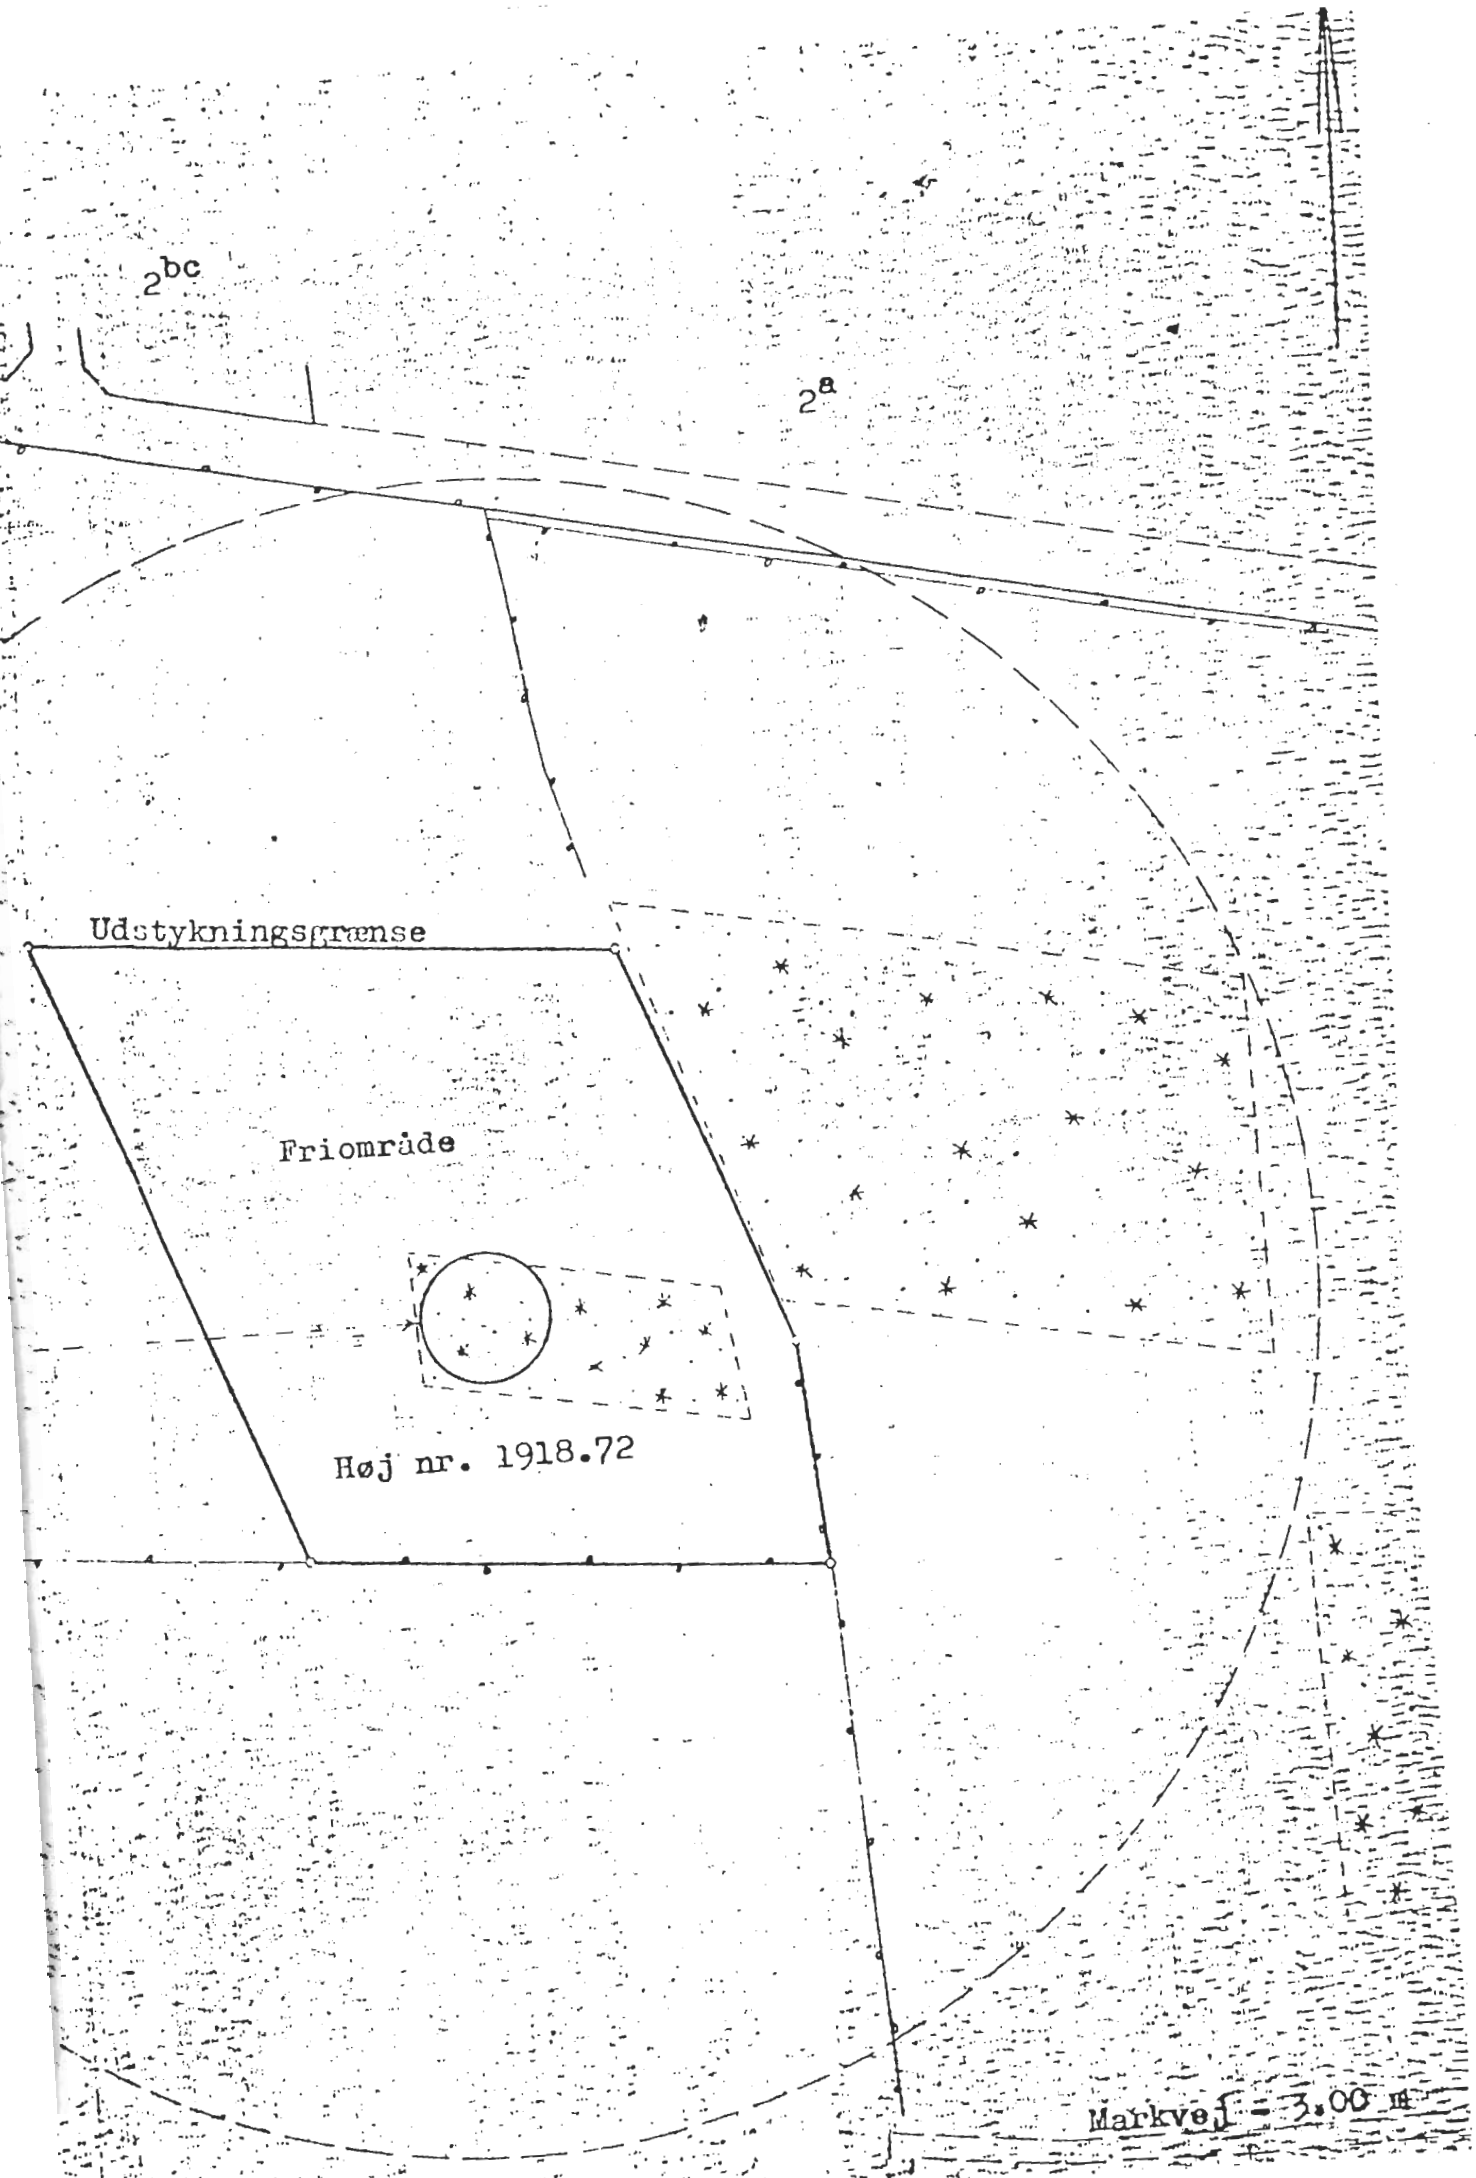 2bc
2a
Udstykningsgrænse
Friområde
Høj nr. 1918.72
Markvej = 3.00 m